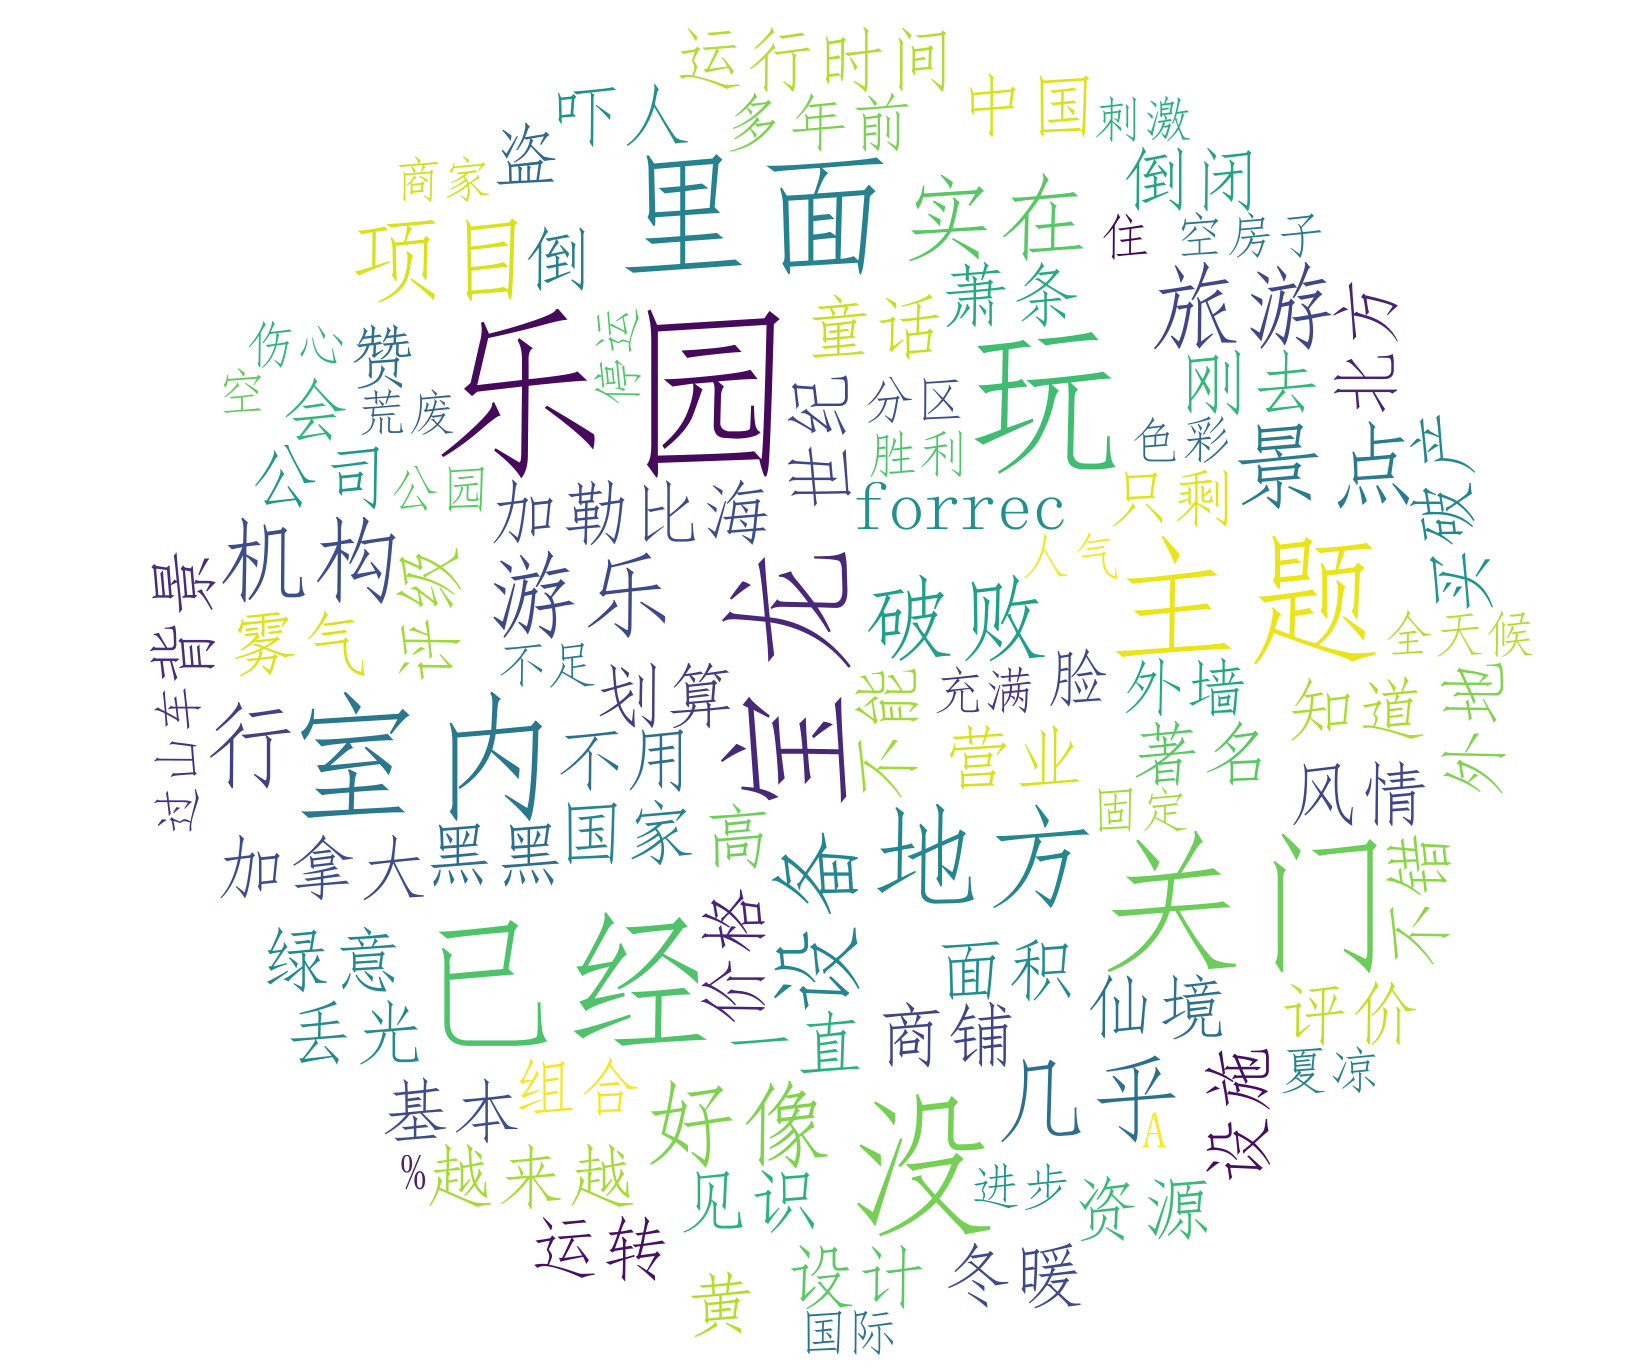 运行时间
中国
刺激
吓人
多年前
盗
商家
里面
实在
倒闭
住
空房子
项目
倒
萧条
旅游
北方
伤心
赞
乐园
停运
童话
玩
刚去
空
会
荒废
世纪
分区
胜利
色彩
景点
破产
公司
公园
加勒比海
forrec
只剩
买
机构
评级
游乐
宝龙
人气
主题
背景
雾气
不足
破败
全天候
过山车
行
室内
划算
不用
不能
充满
脸
外墙
知道
外地
营业
著名
风情
加拿大
黑黑
国家
高
设备
地方
固定
关门
不错
绿意
已经
价格
面积
仙境
评价
丢光
一直
商铺
几乎
设施
夏凉
基本
组合
好像
没
A
%
越来越
见识
进步
资源
运转
设计
冬暖
黄
国际